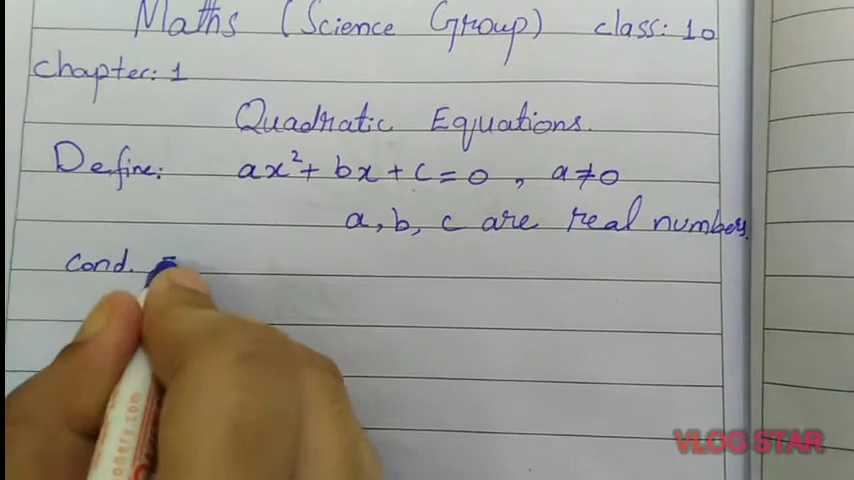 Maths (Science Group) class: 10
chapter: 1
Quadratic Equations.
Define: ax²+ bx + c = 0 , a≠0
a, b, c are real numbers.
Cond.
VLOG STAR